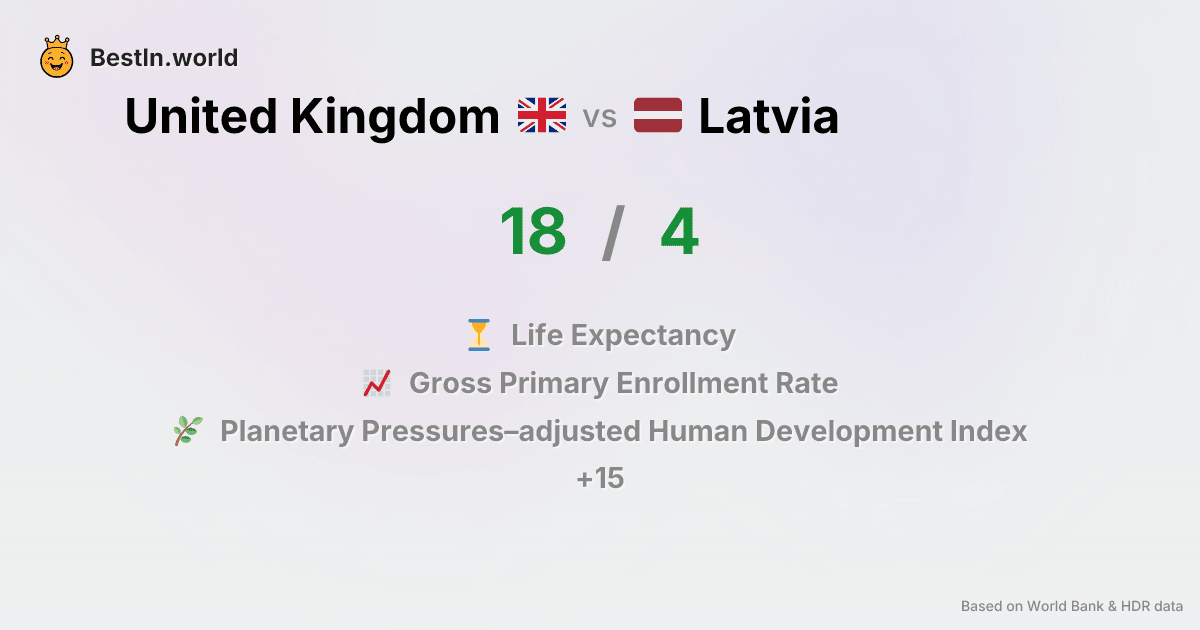 BestIn.world
United Kingdom vs Latvia
18 / 4
Life Expectancy
Gross Primary Enrollment Rate
Planetary Pressures–adjusted Human Development Index
+15
Based on World Bank & HDR data